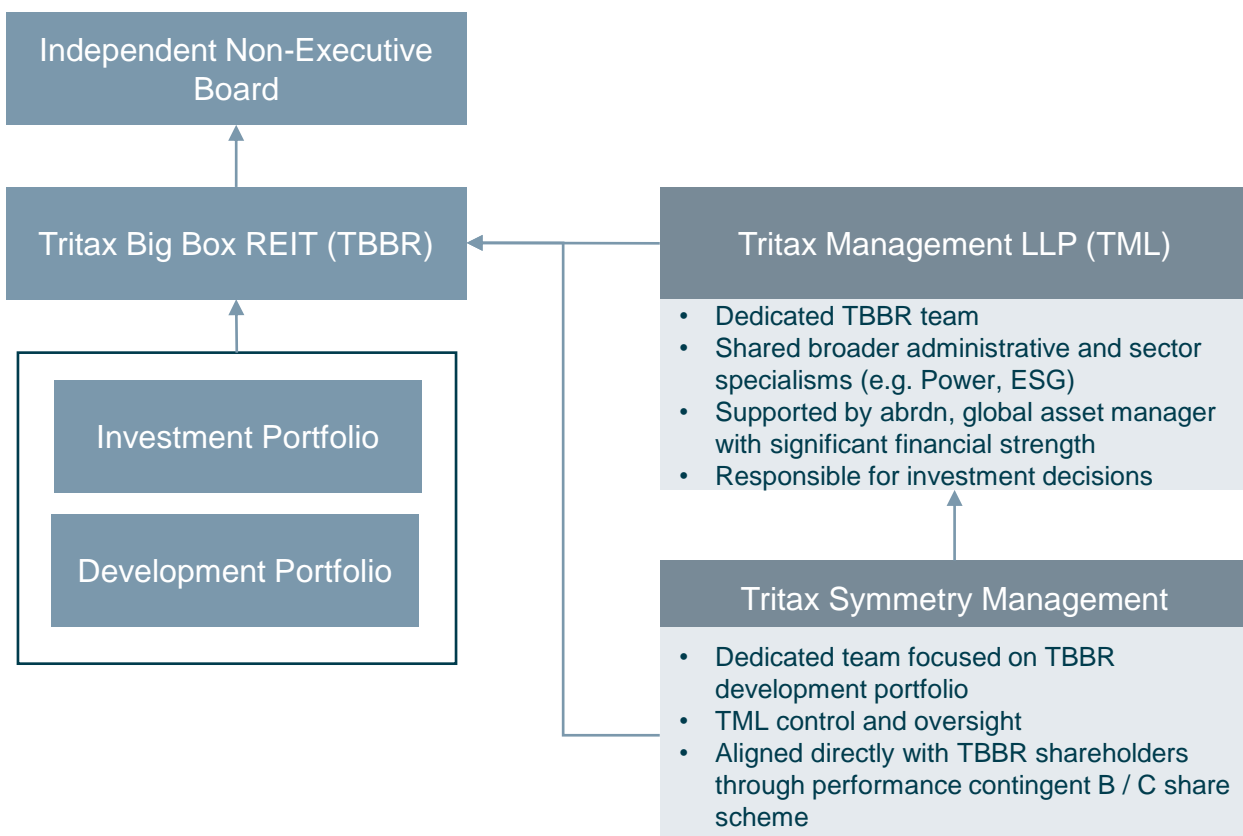 Independent Non-Executive
Board
Tritax Big Box REIT (TBBR)
Investment Portfolio
Development Portfolio
Tritax Management LLP (TML)
• Dedicated TBBR team
• Shared broader administrative and sector
specialisms (e.g. Power, ESG)
• Supported by abrdn, global asset manager
with significant financial strength
• Responsible for investment decisions
Tritax Symmetry Management
• Dedicated team focused on TBBR
development portfolio
• TML control and oversight
• Aligned directly with TBBR shareholders
through performance contingent B / C share
scheme